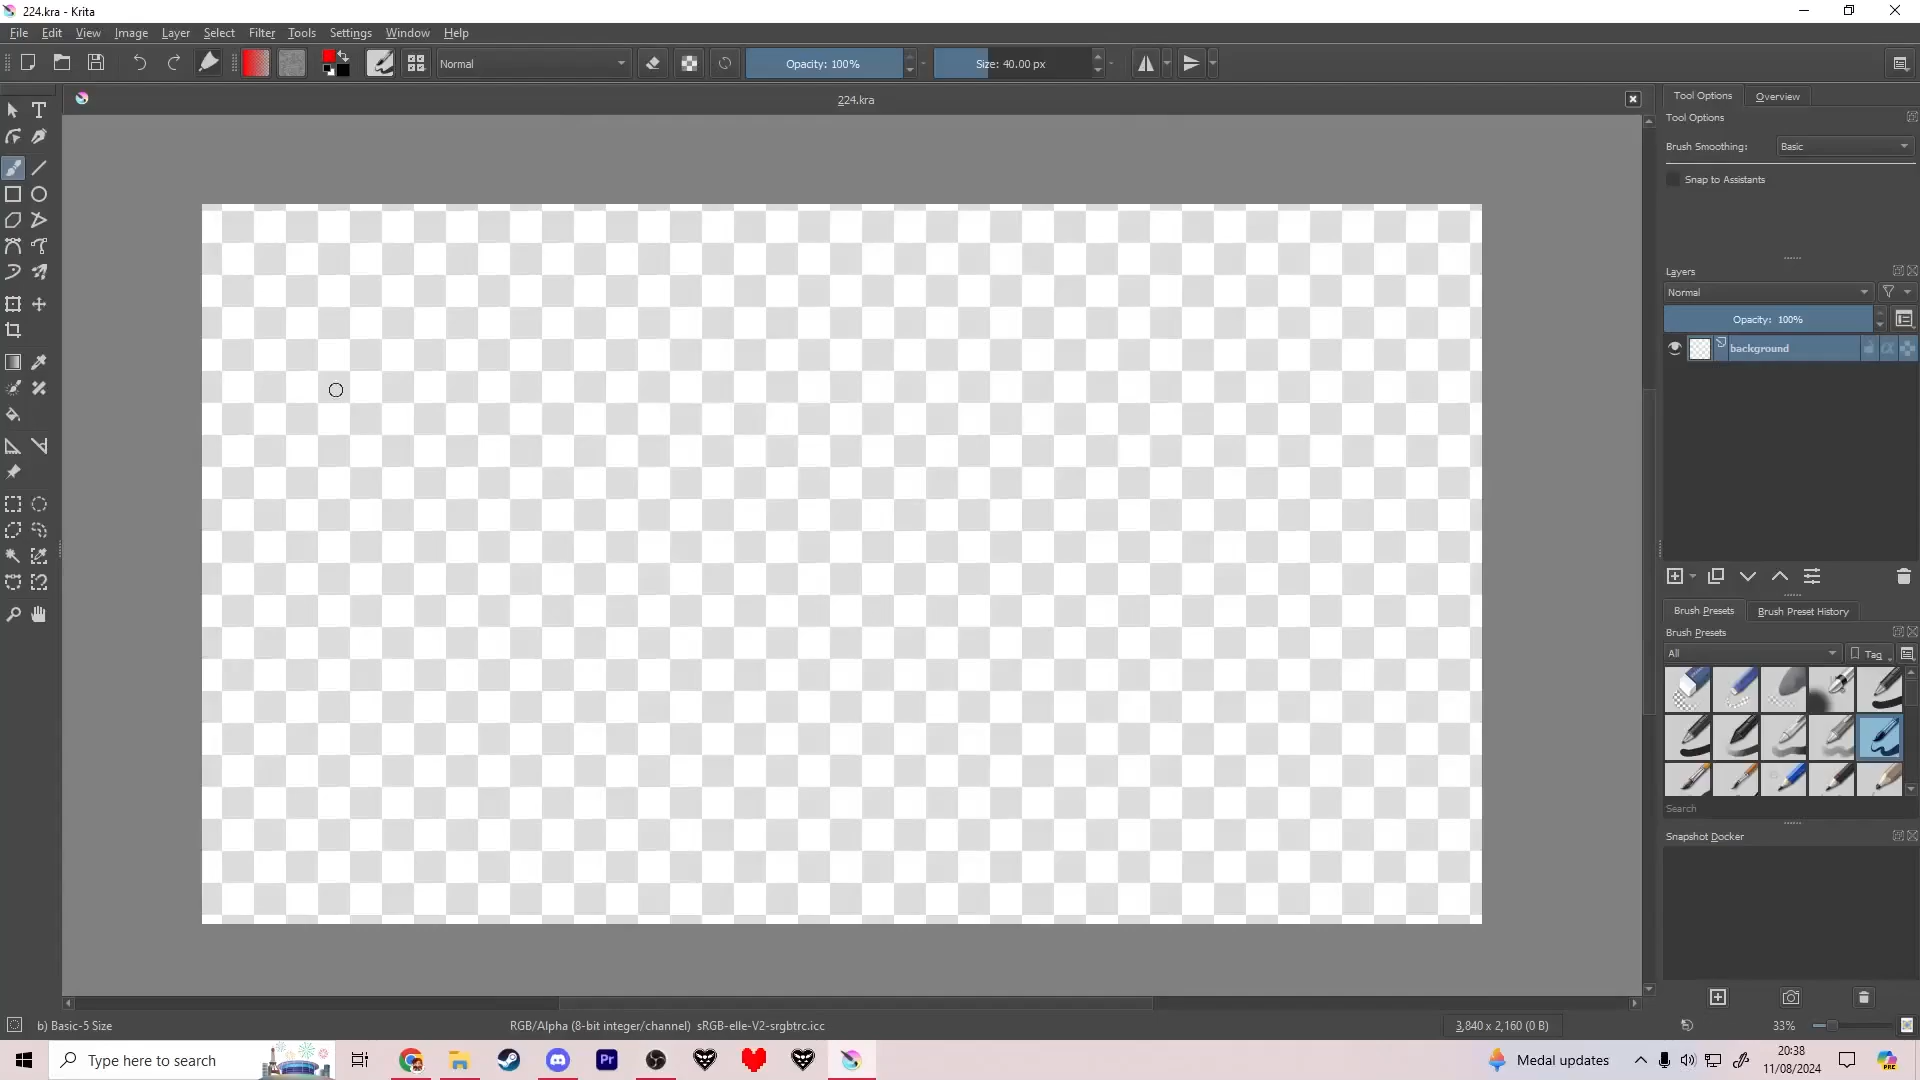 224.kra - Krita
File Edit View Image Layer Select Filter Tools Settings Window Help
Normal
Opacity: 100%
Size: 40.00 px
224.kra
Tool Options Overview
Tool Options
Brush Smoothing: Basic
Snap to Assistants
Layers
Normal
Opacity: 100%
background
Brush Presets Brush Preset History
Brush Presets
All Tag
Search
Snapshot Docker
b) Basic-5 Size
RGB/Alpha (8-bit integer/channel) sRGB-elle-V2-srgbtrc.icc
3,840 x 2,160 (0 B)
33%
Type here to search
Pr
Medal updates
20:38
11/08/2024
PRE